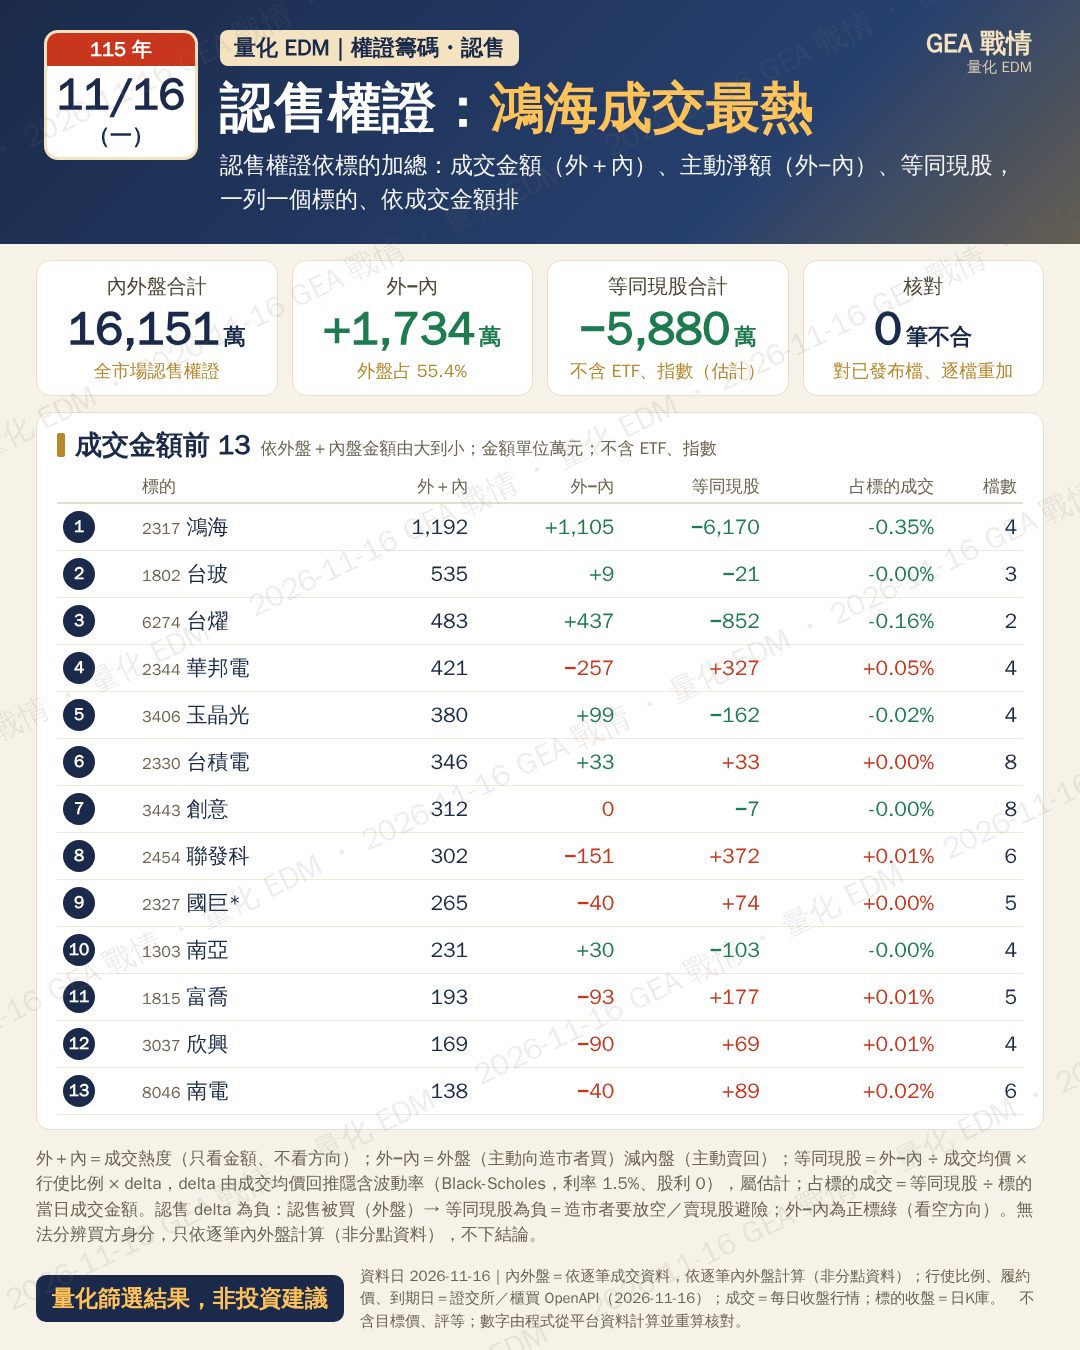 115 年
11/16
（一）
量化 EDM｜權證籌碼・認售
GEA 戰情
量化 EDM
認售權證：鴻海成交最熱
認售權證依標的加總：成交金額（外＋內）、主動淨額（外−內）、等同現股，
一列一個標的、依成交金額排
內外盤合計
16,151 萬
全市場認售權證
外−內
+1,734 萬
外盤占 55.4%
等同現股合計
−5,880 萬
不含 ETF、指數（估計）
核對
0 筆不合
對已發布檔、逐檔重加
成交金額前 13 依外盤＋內盤金額由大到小；金額單位萬元；不含 ETF、指數
標的 外＋內 外−內 等同現股 占標的成交 檔數
1 2317 鴻海 1,192 +1,105 −6,170 -0.35% 4
2 1802 台玻 535 +9 −21 -0.00% 3
3 6274 台燿 483 +437 −852 -0.16% 2
4 2344 華邦電 421 −257 +327 +0.05% 4
5 3406 玉晶光 380 +99 −162 -0.02% 4
6 2330 台積電 346 +33 +33 +0.00% 8
7 3443 創意 312 0 −7 -0.00% 8
8 2454 聯發科 302 −151 +372 +0.01% 6
9 2327 國巨* 265 −40 +74 +0.00% 5
10 1303 南亞 231 +30 −103 -0.00% 4
11 1815 富喬 193 −93 +177 +0.01% 5
12 3037 欣興 169 −90 +69 +0.01% 4
13 8046 南電 138 −40 +89 +0.02% 6
外＋內＝成交熱度（只看金額、不看方向）；外−內＝外盤（主動向造市者買）減內盤（主動賣回）；等同現股＝外−內 ÷ 成交均價 ×
行使比例 × delta，delta 由成交均價回推隱含波動率（Black-Scholes，利率 1.5%、股利 0），屬估計；占標的成交＝等同現股 ÷ 標的
當日成交金額。認售 delta 為負：認售被買（外盤）→ 等同現股為負＝造市者要放空／賣現股避險；外−內為正標綠（看空方向）。無
法分辨買方身分，只依逐筆內外盤計算（非分點資料），不下結論。
量化篩選結果，非投資建議
資料日 2026-11-16｜內外盤＝依逐筆成交資料，依逐筆內外盤計算（非分點資料）；行使比例、履約
價、到期日＝證交所／櫃買 OpenAPI（2026-11-16）；成交＝每日收盤行情；標的收盤＝日K庫。 不
含目標價、評等；數字由程式從平台資料計算並重算核對。